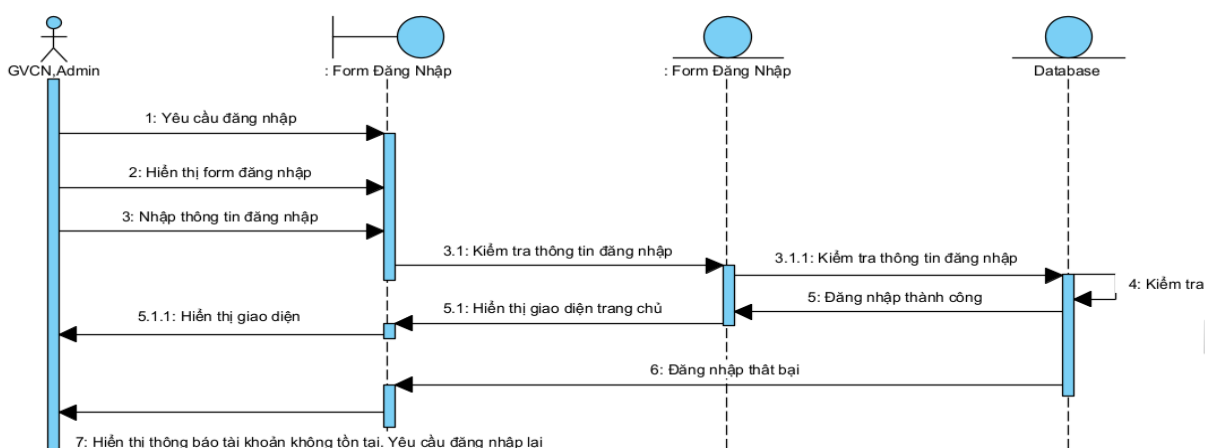 GVCN,Admin
: Form Đăng Nhập
: Form Đăng Nhập
Database
1: Yêu cầu đăng nhập
2: Hiển thị form đăng nhập
3: Nhập thông tin đăng nhập
3.1: Kiểm tra thông tin đăng nhập
3.1.1: Kiểm tra thông tin đăng nhập
4: Kiểm tra
5: Đăng nhập thành công
5.1: Hiển thị giao diện trang chủ
5.1.1: Hiển thị giao diện
6: Đăng nhập thât bại
7: Hiển thị thông báo tài khoản không tồn tại. Yêu cầu đăng nhập lại